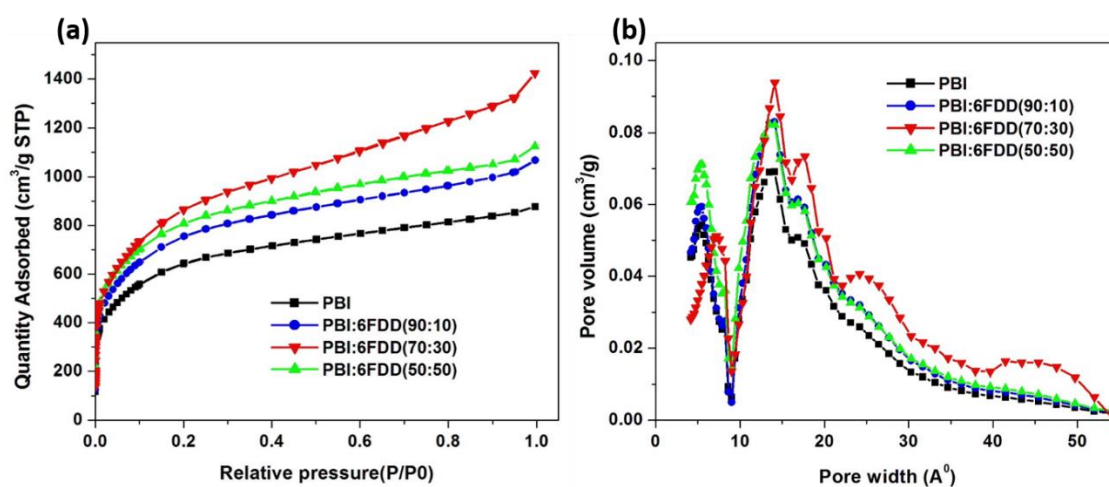 (a)
Quantity Adsorbed (cm³/g STP)
1400
1200
1000
800
600
400
200
0
0.0
0.2
0.4
0.6
0.8
1.0
PBI
PBI:6FDD(90:10)
PBI:6FDD(70:30)
PBI:6FDD(50:50)
Relative pressure(P/P0)
(b)
Pore volume (cm³/g)
0.10
0.08
0.06
0.04
0.02
0.00
0
10
20
30
40
50
PBI
PBI:6FDD(90:10)
PBI:6FDD(70:30)
PBI:6FDD(50:50)
Pore width (A⁰)